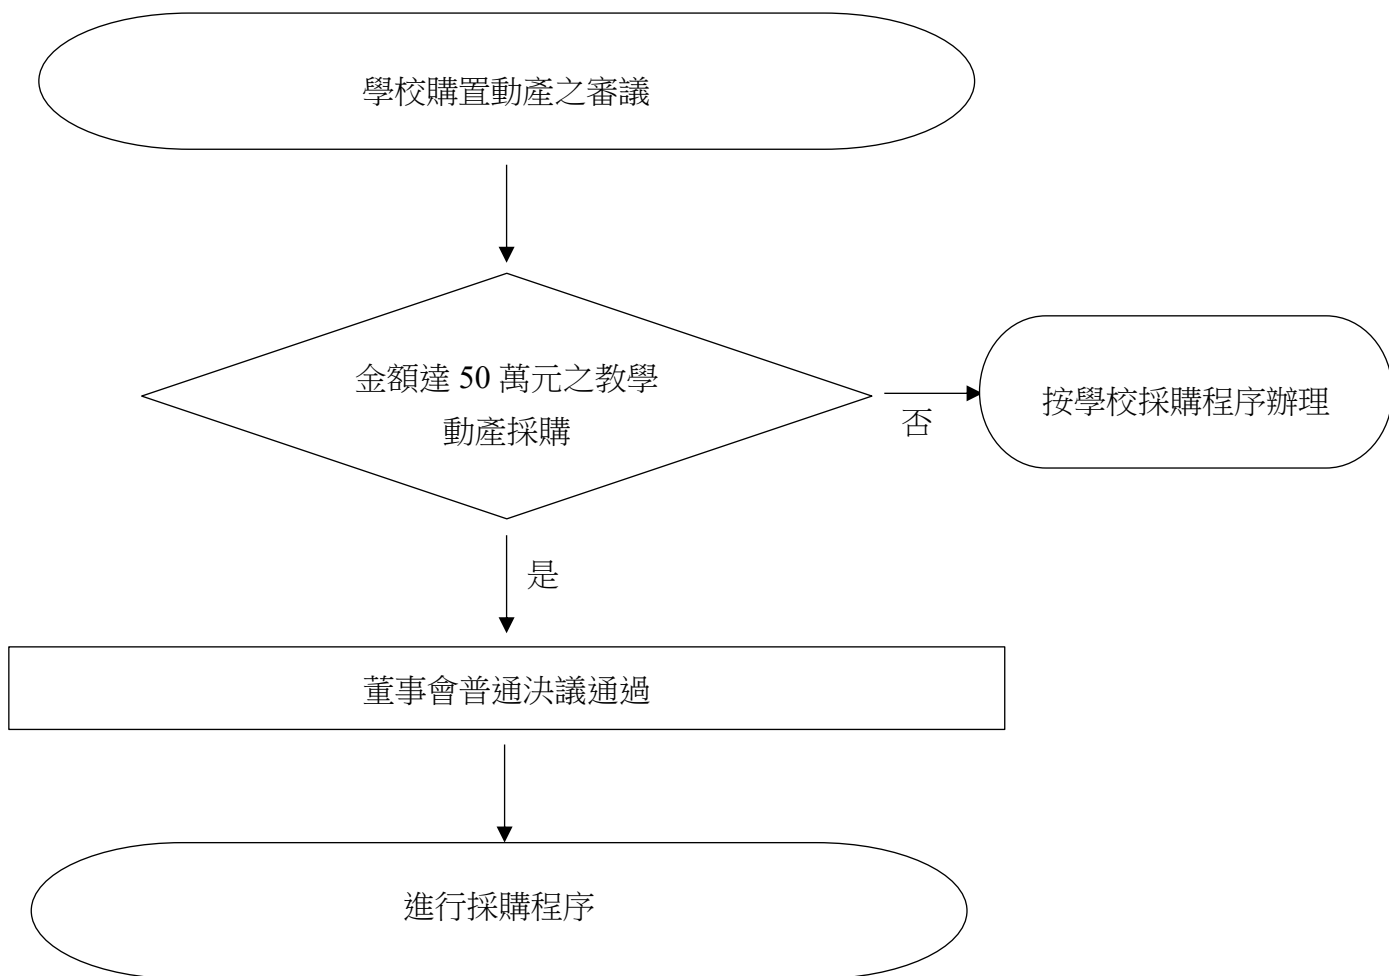 學校購置動產之審議
金額達 50 萬元之教學
動產採購
否
按學校採購程序辦理
是
董事會普通決議通過
進行採購程序